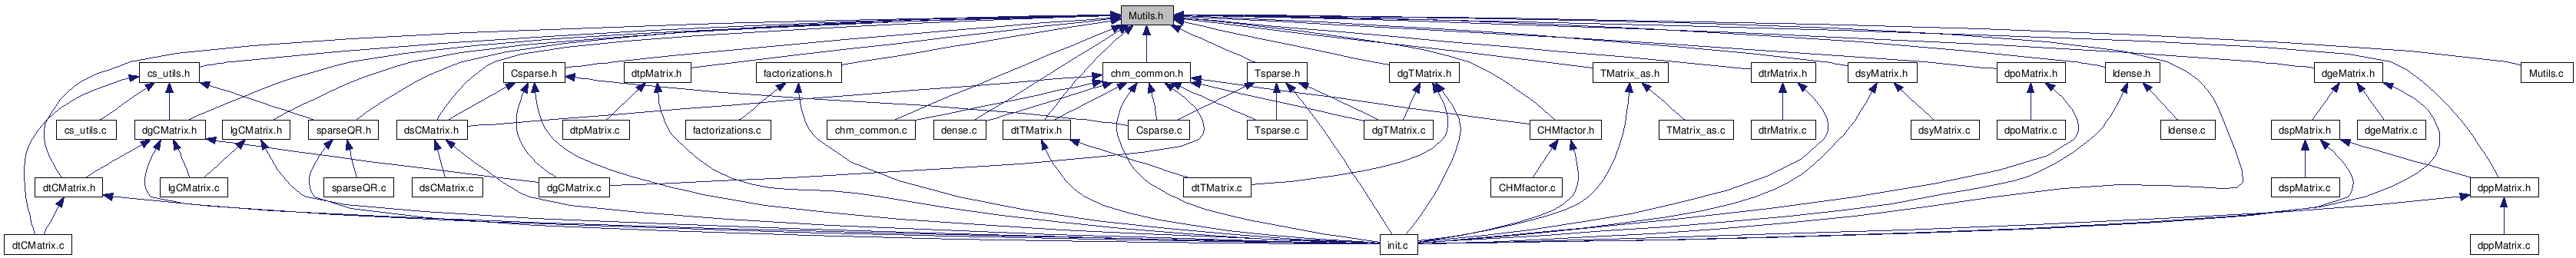 Mutils.h
cs_utils.h
Csparse.h
dtpMatrix.h
factorizations.h
chm_common.h
Tsparse.h
dgTMatrix.h
TMatrix_as.h
dtrMatrix.h
dsyMatrix.h
dpoMatrix.h
ldense.h
dgeMatrix.h
Mutils.c
cs_utils.c
dgCMatrix.h
lgCMatrix.h
sparseQR.h
dsCMatrix.h
dtpMatrix.c
factorizations.c
chm_common.c
dense.c
dtTMatrix.h
Csparse.c
Tsparse.c
dgTMatrix.c
CHMfactor.h
TMatrix_as.c
dtrMatrix.c
dsyMatrix.c
dpoMatrix.c
ldense.c
dspMatrix.h
dgeMatrix.c
dtCMatrix.h
lgCMatrix.c
sparseQR.c
dsCMatrix.c
dgCMatrix.c
dtTMatrix.c
CHMfactor.c
dspMatrix.c
dppMatrix.h
dtCMatrix.c
init.c
dppMatrix.c